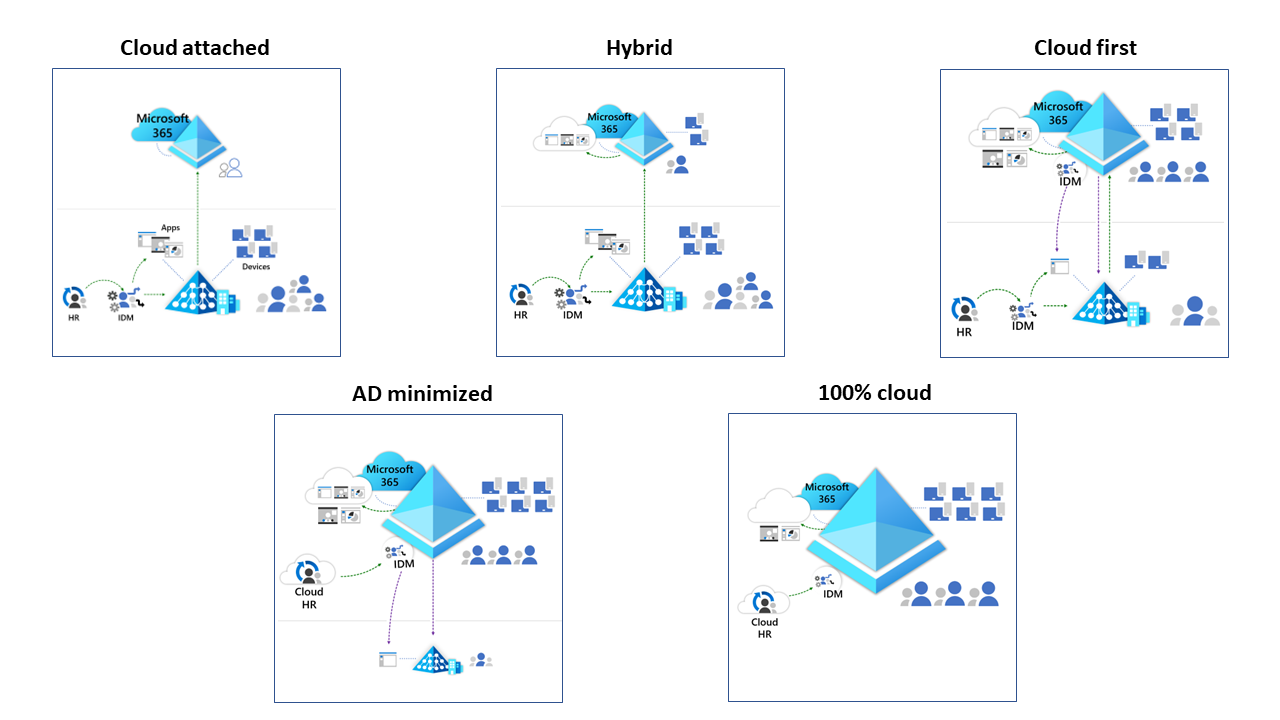 Cloud attached
Microsoft
365
Apps
Devices
HR
IDM
Hybrid
Microsoft
365
HR
IDM
Cloud first
Microsoft
365
IDM
HR
IDM
AD minimized
Microsoft
365
IDM
Cloud
HR
100% cloud
Microsoft
365
IDM
Cloud
HR